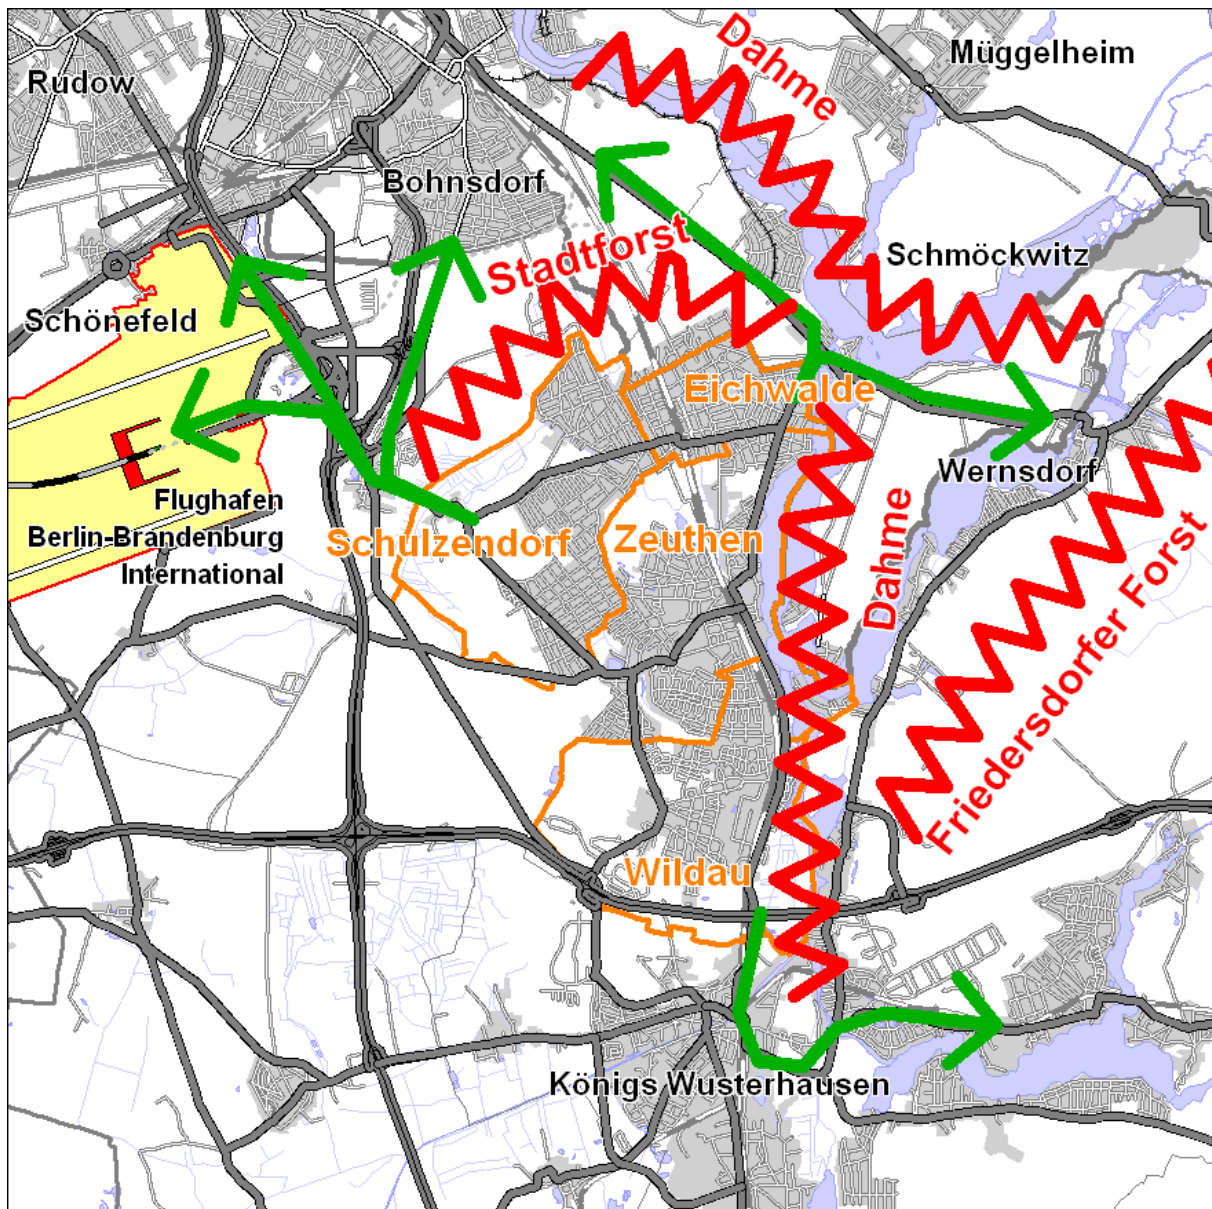 Rudow
Dahme
Müggelheim
Bohnsdorf
Stadtforst
Schmöckwitz
Schönefeld
Eichwalde
Wernsdorf
Flughafen
Berlin-Brandenburg
International
Schulzendorf
Zeuthen
Dahme
Friedersdorfer Forst
Wildau
Königs Wusterhausen